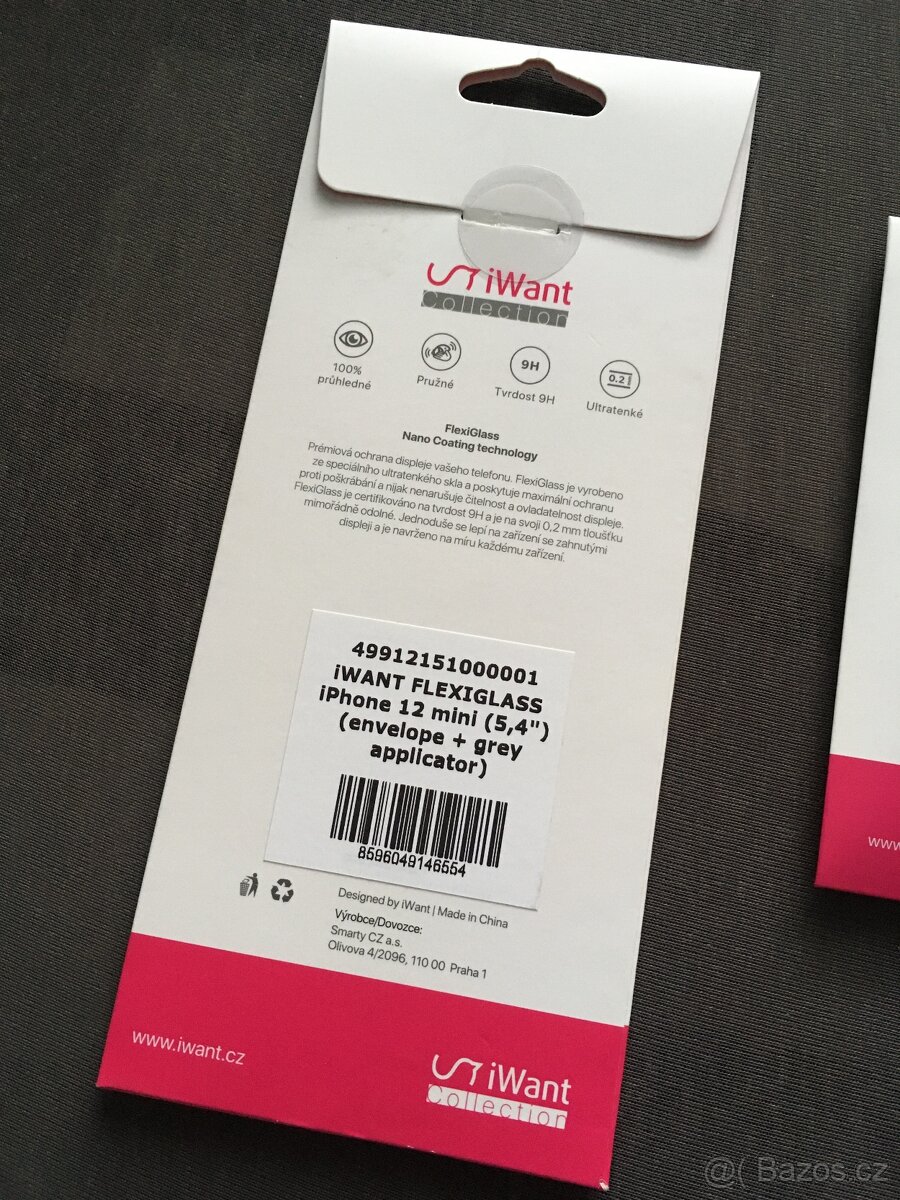 iWant
Collection
100%
průhledné
Pružné
9H
Tvrdost 9H
0.2
Ultratenké
FlexiGlass
Nano Coating technology
Prémiová ochrana displeje vašeho telefonu. FlexiGlass je vyrobeno
ze speciálního ultratenkého skla a poskytuje maximální ochranu
proti poškrábání a nijak nenarušuje čitelnost a ovladatelnost displeje.
FlexiGlass je certifikováno na tvrdost 9H a je na svoji 0,2 mm tloušťku
mimořádně odolné. Jednoduše se lepí na zařízení se zahnutými
displeji a je navrženo na míru každému zařízení.
49912151000001
iWANT FLEXIGLASS
iPhone 12 mini (5,4")
(envelope + grey
applicator)
8596049146554
Designed by iWant | Made in China
Výrobce/Dovozce:
Smarty CZ a.s.
Olivova 4/2096, 110 00 Praha 1
www.iwant.cz
iWant
Collection
www
@( Bazos.cz